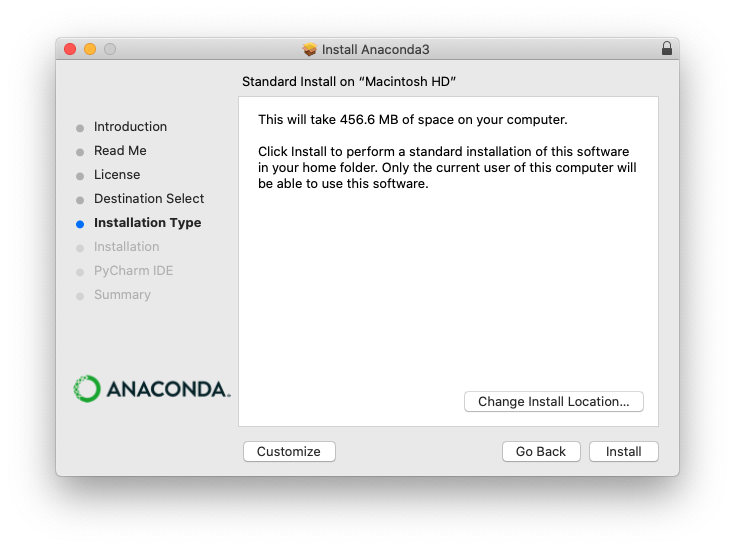 Install Anaconda3
Standard Install on “Macintosh HD”
Introduction
Read Me
License
Destination Select
Installation Type
Installation
PyCharm IDE
Summary
This will take 456.6 MB of space on your computer.
Click Install to perform a standard installation of this software
in your home folder. Only the current user of this computer will
be able to use this software.
ANACONDA.
Change Install Location...
Customize
Go Back
Install